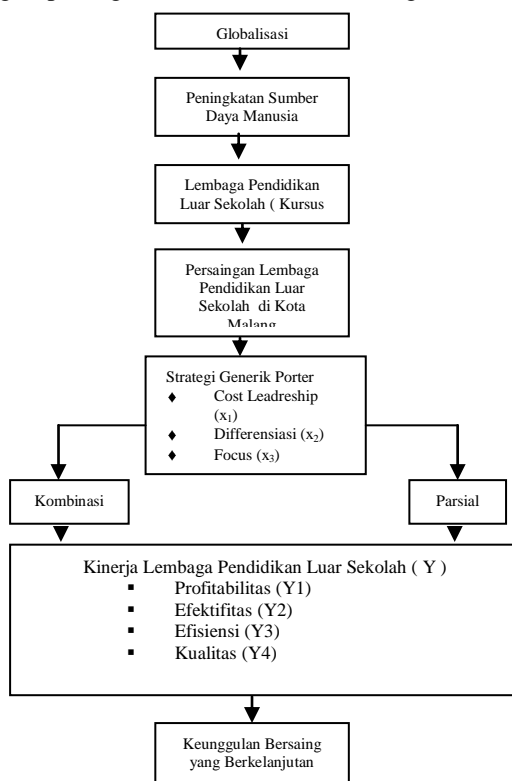 Globalisasi
Peningkatan Sumber
Daya Manusia
Lembaga Pendidikan
Luar Sekolah ( Kursus
Persaingan Lembaga
Pendidikan Luar
Sekolah di Kota
Malang
Strategi Generik Porter
♦ Cost Leadreship
(x₁)
♦ Differensiasi (x₂)
♦ Focus (x₃)
Kombinasi
Parsial
Kinerja Lembaga Pendidikan Luar Sekolah ( Y )
▪ Profitabilitas (Y1)
▪ Efektifitas (Y2)
▪ Efisiensi (Y3)
▪ Kualitas (Y4)
Keunggulan Bersaing
yang Berkelanjutan